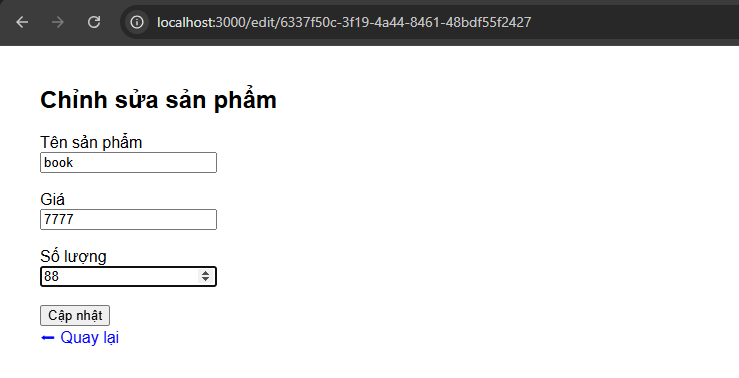 localhost:3000/edit/6337f50c-3f19-4a44-8461-48bdf55f2427
Chỉnh sửa sản phẩm
Tên sản phẩm
book
Giá
7777
Số lượng
88
Cập nhật
⬅ Quay lại